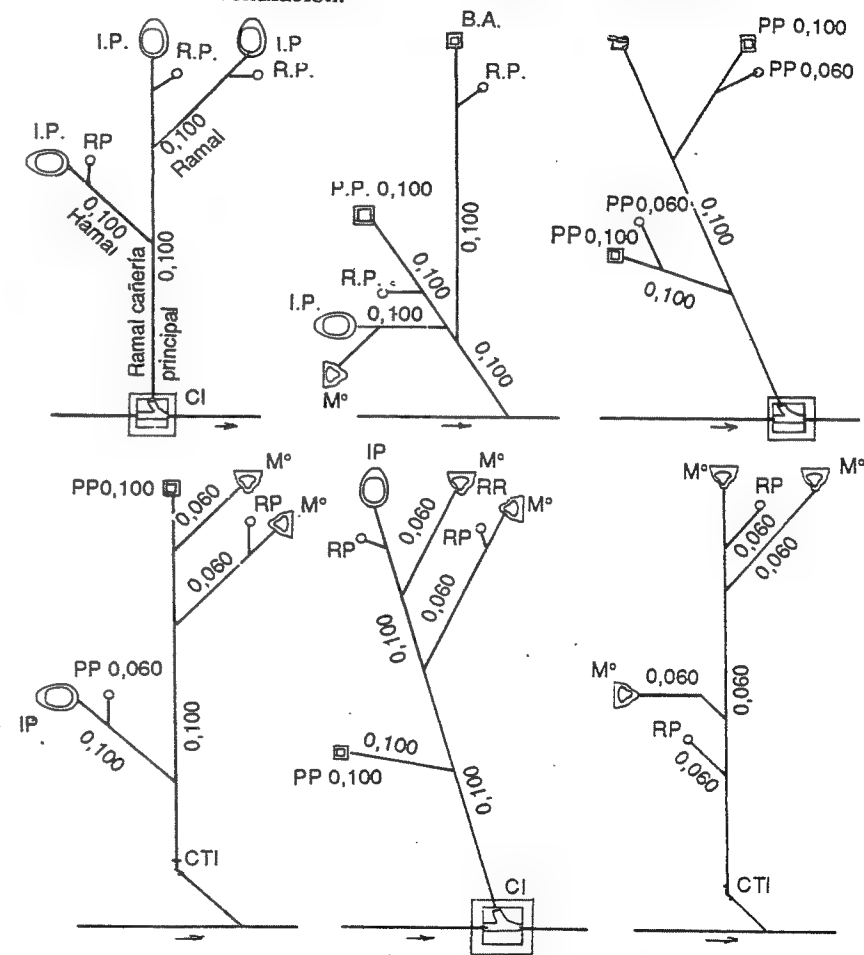 I.P.
R.P.
I.P
R.P.
I.P.
RP
0,100
Ramal
0,100
Hamal
0,100
Ramal cañería
principal
CI
B.A.
R.P.
P.P. 0,100
0,100
0,100
R.P.
I.P.
0,100
0,100
M°
PP 0,100
PP 0,060
0,100
PP 0,060
PP 0,100
0,100
PP 0,100
M°
0,060
RP
M°
0,060
PP 0,060
IP
0,100
0,100
CTI
IP
M°
RR
M°
0,060
RP
RP
0,060
0,100
0,100
PP 0,100
0,100
CI
M°
M°
RP
0,060
0,060
M°
0,060
0,060
RP
0,060
CTI